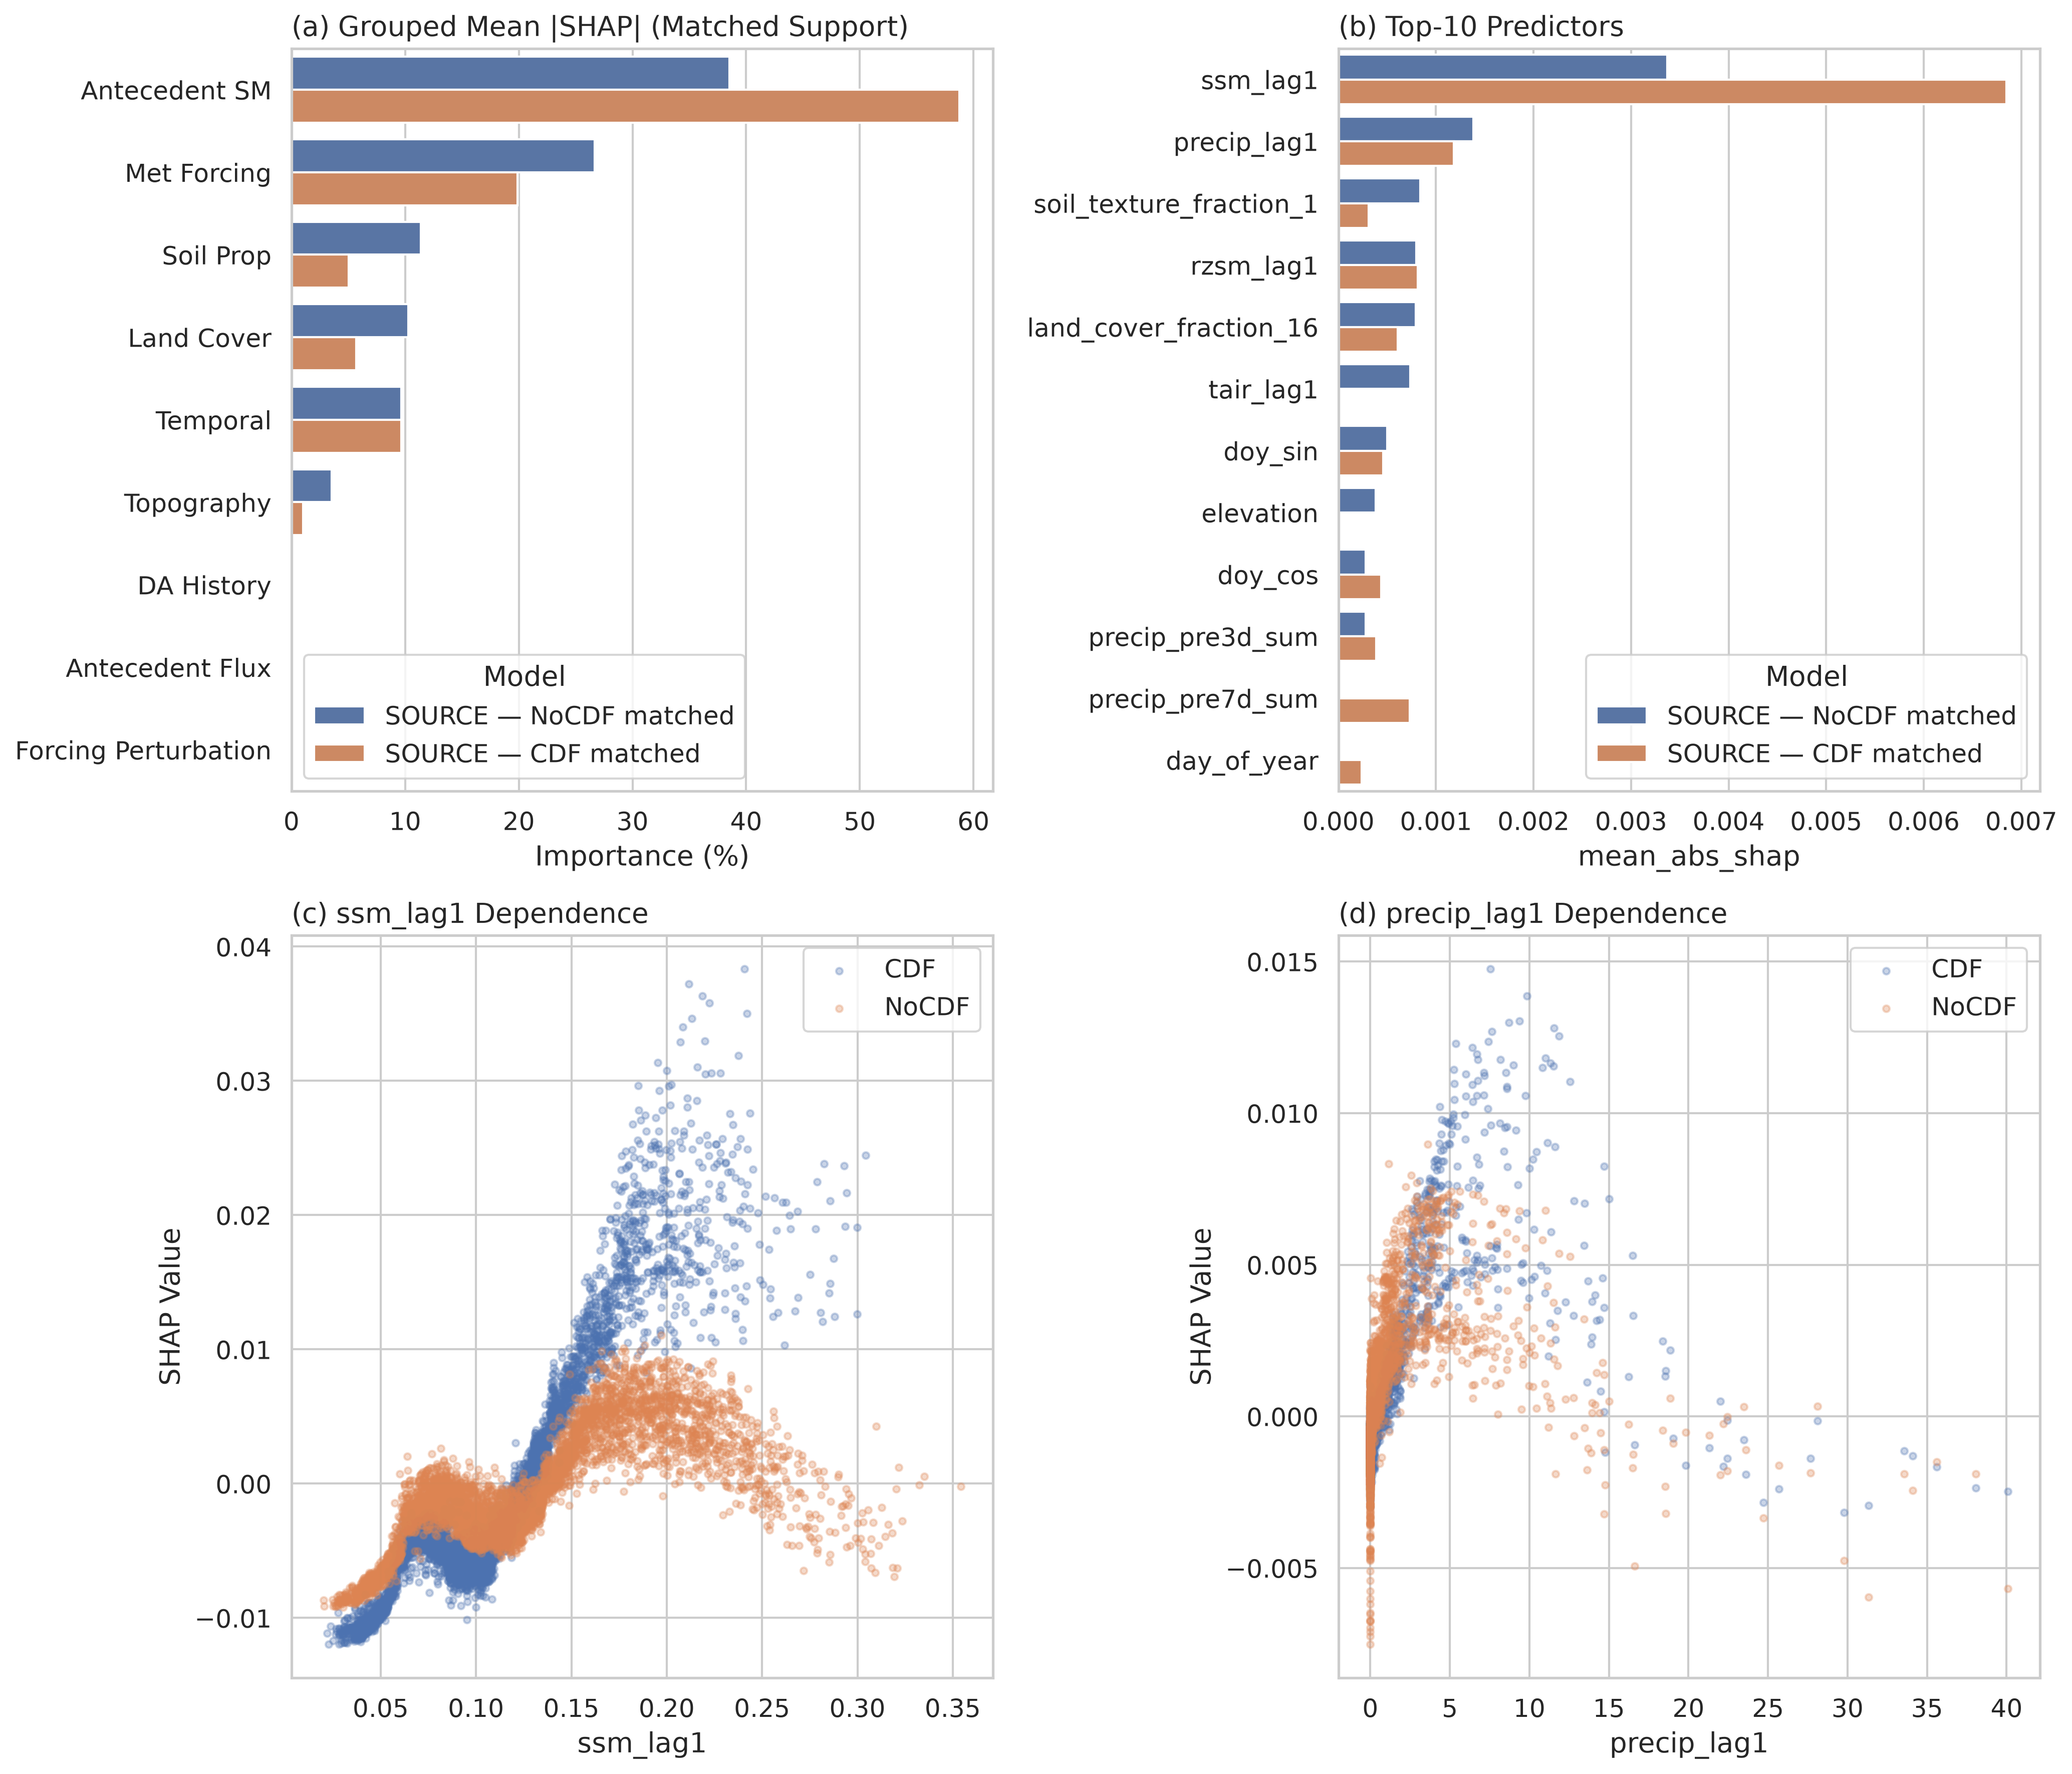 (a) Grouped Mean |SHAP| (Matched Support)
Antecedent SM
Met Forcing
Soil Prop
Land Cover
Temporal
Topography
DA History
Antecedent Flux
Forcing Perturbation
Model
SOURCE — NoCDF matched
SOURCE — CDF matched
0 10 20 30 40 50 60
Importance (%)
(b) Top-10 Predictors
ssm_lag1
precip_lag1
soil_texture_fraction_1
rzsm_lag1
land_cover_fraction_16
tair_lag1
doy_sin
elevation
doy_cos
precip_pre3d_sum
precip_pre7d_sum
day_of_year
Model
SOURCE — NoCDF matched
SOURCE — CDF matched
0.000 0.001 0.002 0.003 0.004 0.005 0.006 0.007
mean_abs_shap
(c) ssm_lag1 Dependence
CDF
NoCDF
0.04
0.03
0.02
0.01
0.00
−0.01
SHAP Value
0.05 0.10 0.15 0.20 0.25 0.30 0.35
ssm_lag1
(d) precip_lag1 Dependence
CDF
NoCDF
0.015
0.010
0.005
0.000
−0.005
SHAP Value
0 5 10 15 20 25 30 35 40
precip_lag1